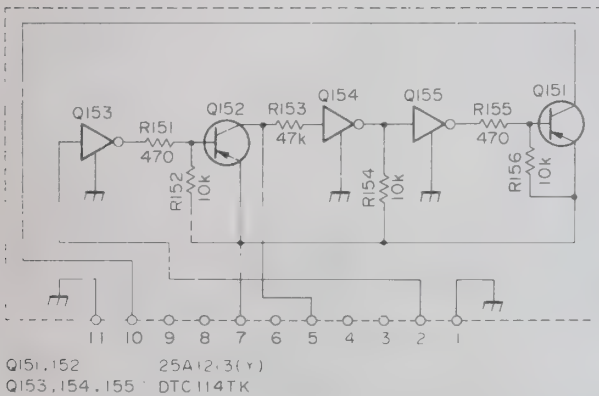 Q153
R151
470
Q152
R152
10k
R153
47k
Q154
R154
10k
Q155
R155
470
Q151
R156
10k
11 10 9 8 7 6 5 4 3 2 1
Q151,152 2SA1213(Y)
Q153,154,155 DTC114TK